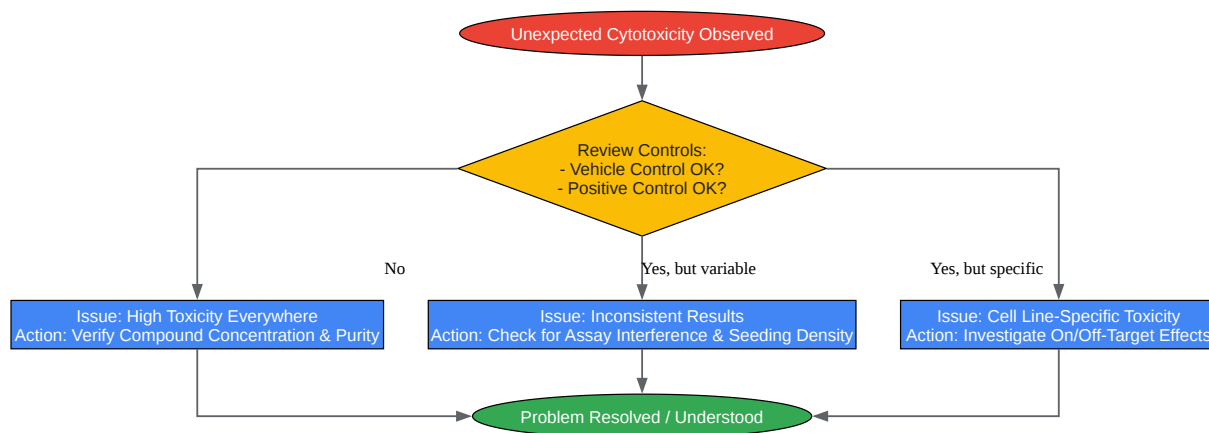 Unexpected Cytotoxicity Observed
Review Controls:
- Vehicle Control OK?
- Positive Control OK?
No
Yes, but variable
Yes, but specific
Issue: High Toxicity Everywhere
Action: Verify Compound Concentration & Purity
Issue: Inconsistent Results
Action: Check for Assay Interference & Seeding Density
Issue: Cell Line-Specific Toxicity
Action: Investigate On/Off-Target Effects
Problem Resolved / Understood